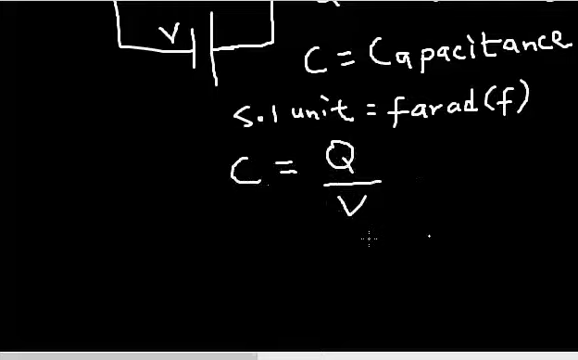 V
C = Capacitance
S.I unit = farad(f)
C = Q
V